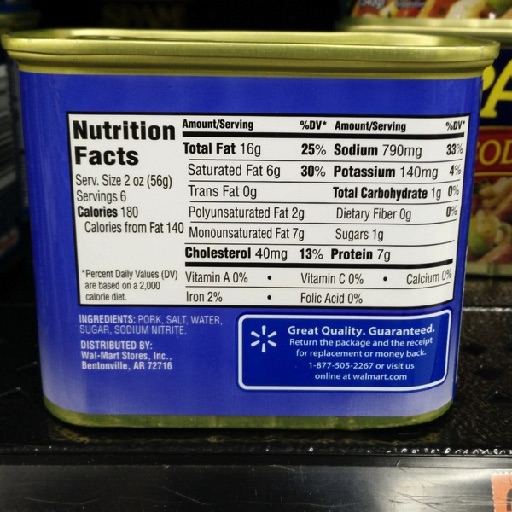 Nutrition Facts
Serv. Size 2 oz (56g)
Servings 6
Calories 180
Calories from Fat 140
*Percent Daily Values (DV)
are based on a 2,000
calorie diet.
Amount/Serving %DV* Amount/Serving %DV*
Total Fat 16g 25% Sodium 790mg 33%
Saturated Fat 6g 30% Potassium 140mg 4%
Trans Fat 0g Total Carbohydrate 1g 0%
Polyunsaturated Fat 2g Dietary Fiber 0g 0%
Monounsaturated Fat 7g Sugars 1g
Cholesterol 40mg 13% Protein 7g
Vitamin A 0% • Vitamin C 0% • Calcium 0%
Iron 2% • Folic Acid 0%
INGREDIENTS: PORK, SALT, WATER,
SUGAR, SODIUM NITRITE.
DISTRIBUTED BY:
Wal-Mart Stores, Inc.,
Bentonville, AR 72716
Great Quality. Guaranteed.
Return the package and the receipt
for replacement or money back.
1-877-505-2267 or visit us
online at walmart.com